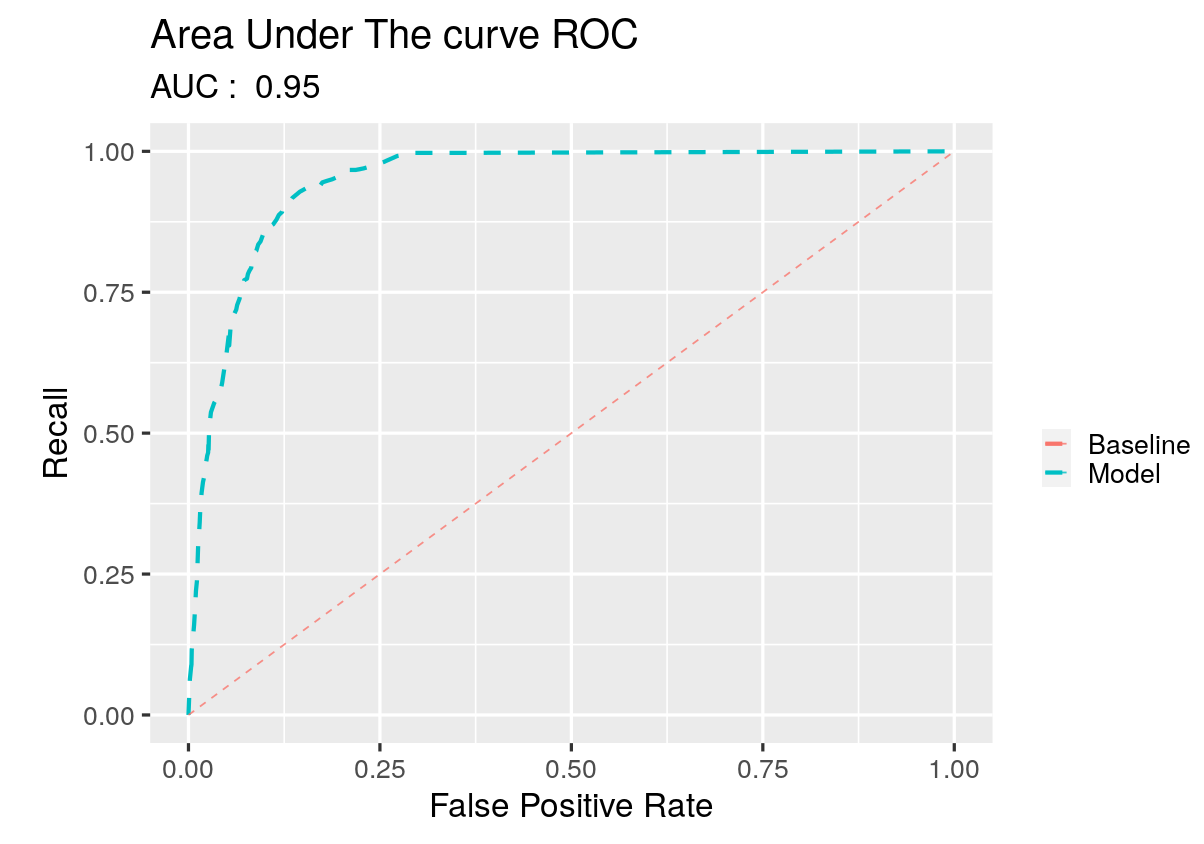 Area Under The curve ROC
AUC :  0.95
1.00
0.75
0.50
0.25
0.00
Recall
0.00 0.25 0.50 0.75 1.00
False Positive Rate
Baseline
Model